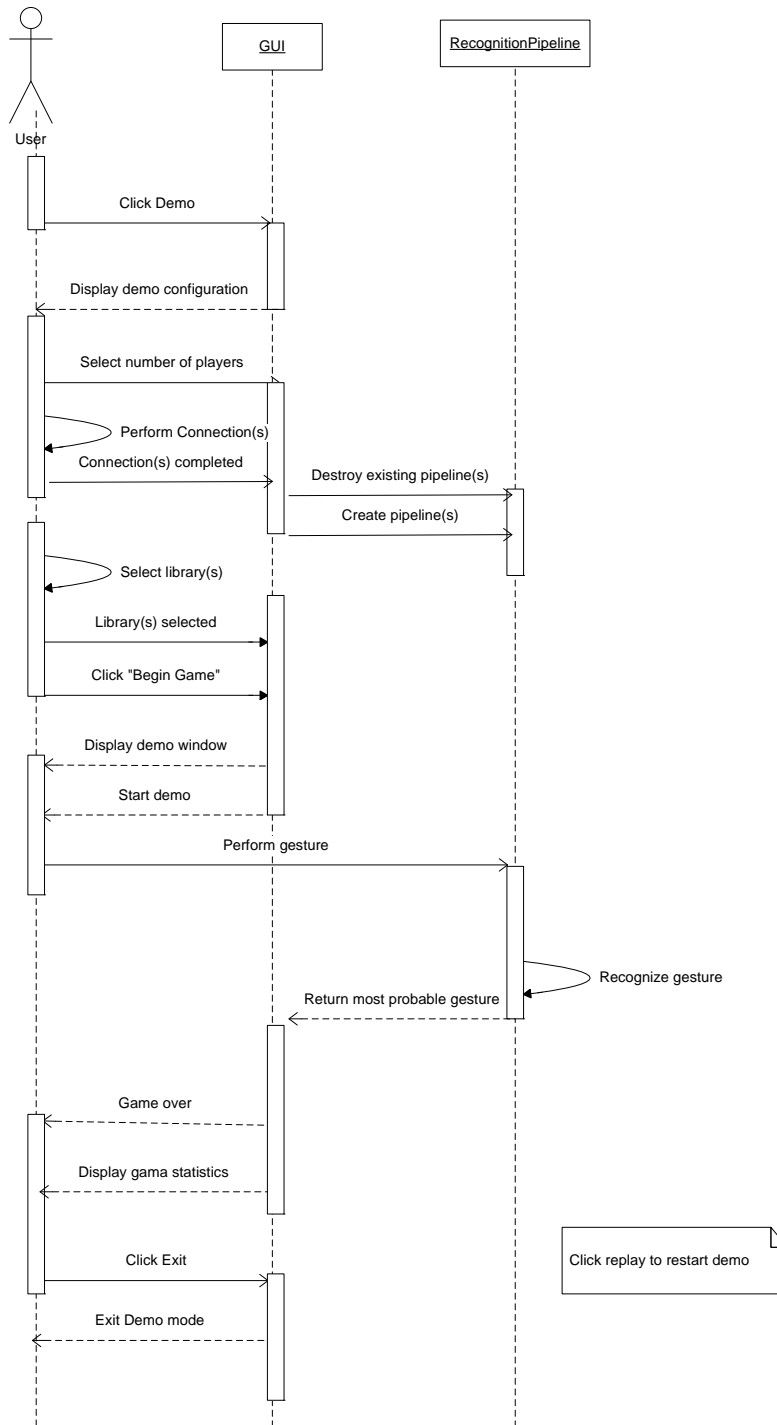 GUI
RecognitionPipeline
User
Click Demo
Display demo configuration
Select number of players
Perform Connection(s)
Connection(s) completed
Destroy existing pipeline(s)
Create pipeline(s)
Select library(s)
Library(s) selected
Click "Begin Game"
Display demo window
Start demo
Perform gesture
Recognize gesture
Return most probable gesture
Game over
Display gama statistics
Click replay to restart demo
Click Exit
Exit Demo mode